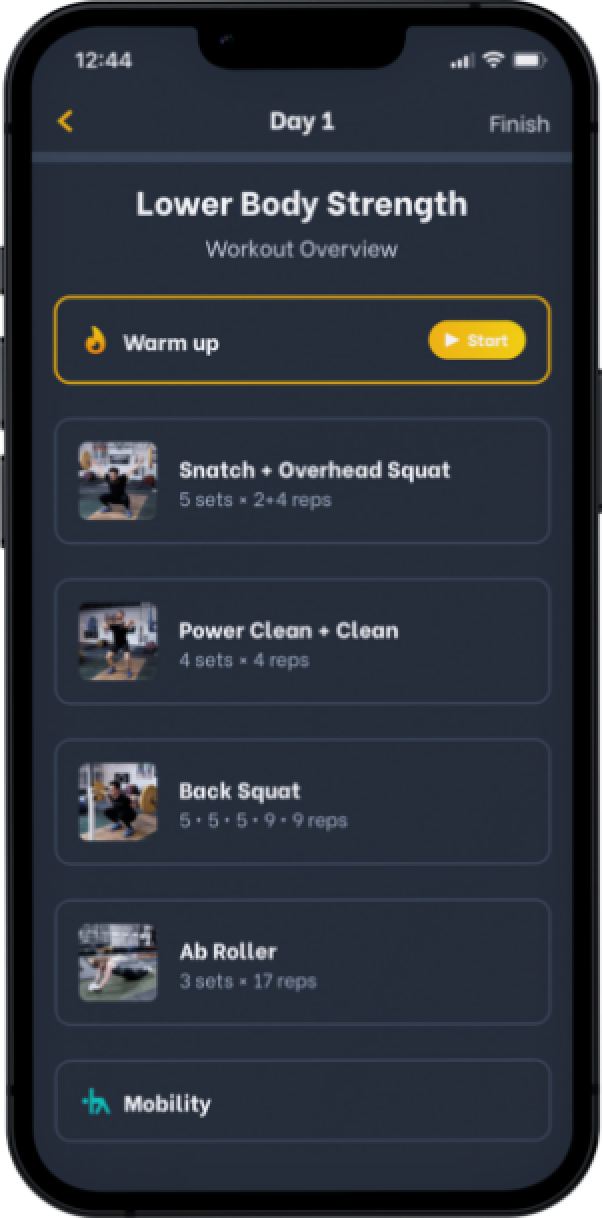 12:44
Day 1
Finish
Lower Body Strength
Workout Overview
Warm up
Start
Snatch + Overhead Squat
5 sets × 2+4 reps
Power Clean + Clean
4 sets × 4 reps
Back Squat
5 • 5 • 5 • 9 • 9 reps
Ab Roller
3 sets × 17 reps
Mobility